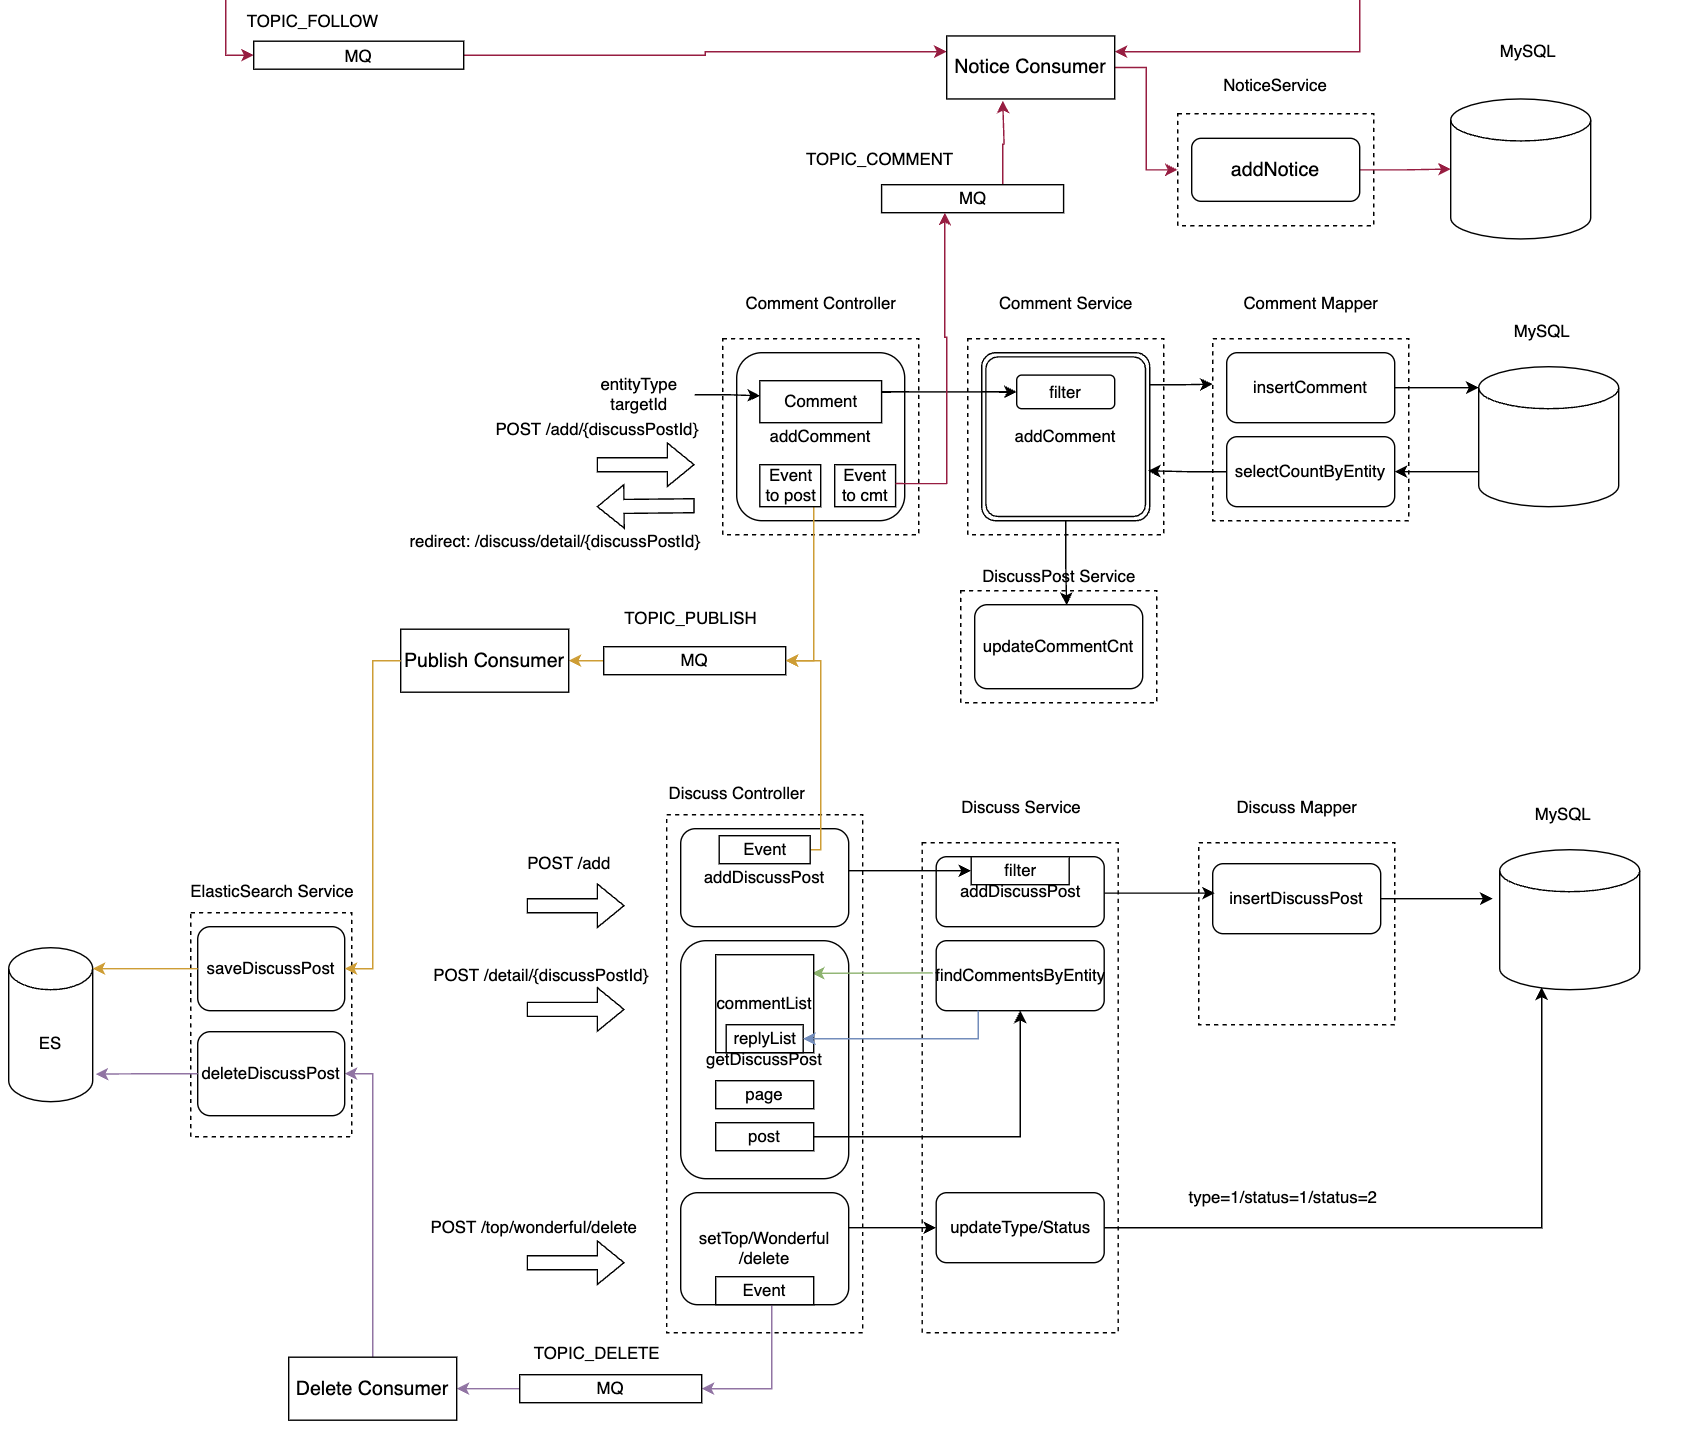 TOPIC_FOLLOW
MQ
Notice Consumer
MySQL
NoticeService
addNotice
TOPIC_COMMENT
MQ
Comment Controller
Comment Service
Comment Mapper
MySQL
entityType
targetId
Comment
addComment
filter
addComment
insertComment
POST /add/{discussPostId}
Event
to post
Event
to cmt
selectCountByEntity
redirect: /discuss/detail/{discussPostId}
DiscussPost Service
updateCommentCnt
TOPIC_PUBLISH
Publish Consumer
MQ
Discuss Controller
Discuss Service
Discuss Mapper
MySQL
POST /add
Event
addDiscussPost
filter
addDiscussPost
insertDiscussPost
ElasticSearch Service
saveDiscussPost
POST /detail/{discussPostId}
commentList
replyList
getDiscussPost
page
post
findCommentsByEntity
ES
deleteDiscussPost
POST /top/wonderful/delete
setTop/Wonderful
/delete
Event
updateType/Status
type=1/status=1/status=2
TOPIC_DELETE
Delete Consumer
MQ